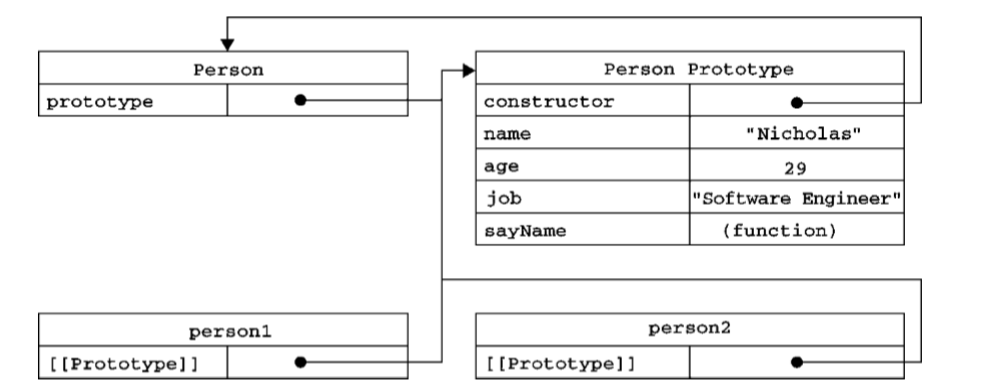 Person
prototype
Person Prototype
constructor
name "Nicholas"
age 29
job "Software Engineer"
sayName (function)
person1
[[Prototype]]
person2
[[Prototype]]